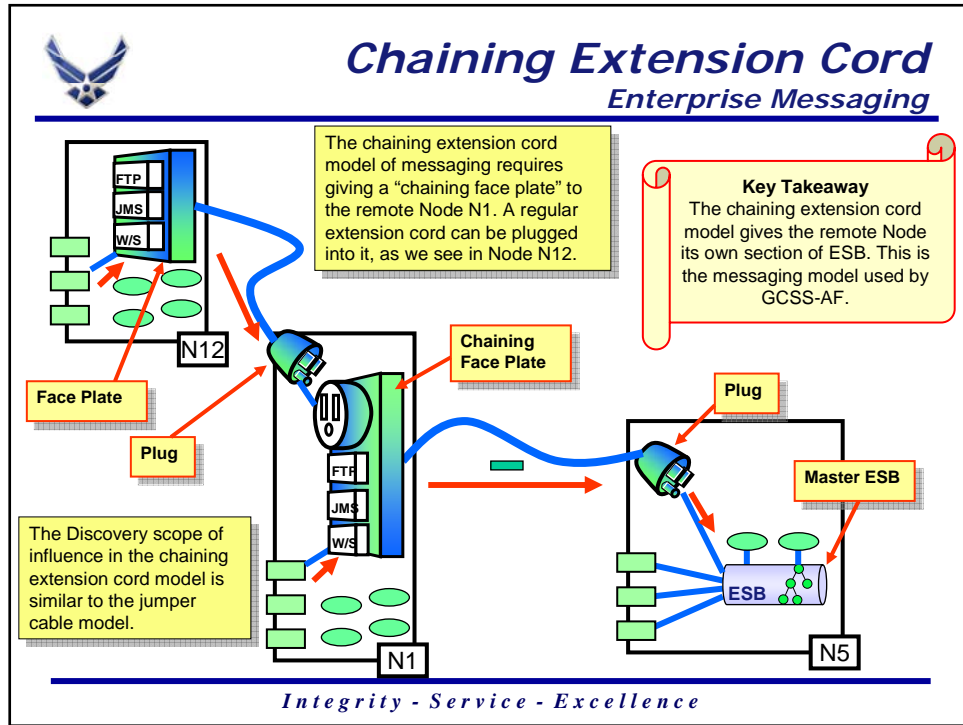 Chaining Extension Cord
Enterprise Messaging
The chaining extension cord
model of messaging requires
giving a “chaining face plate” to
the remote Node N1. A regular
extension cord can be plugged
into it, as we see in Node N12.
Key Takeaway
The chaining extension cord
model gives the remote Node
its own section of ESB. This is
the messaging model used by
GCSS-AF.
FTP
JMS
W/S
N12
Face Plate
Plug
Chaining
Face Plate
FTP
JMS
W/S
N1
Plug
Master ESB
ESB
N5
The Discovery scope of
influence in the chaining
extension cord model is
similar to the jumper
cable model.
Integrity - Service - Excellence